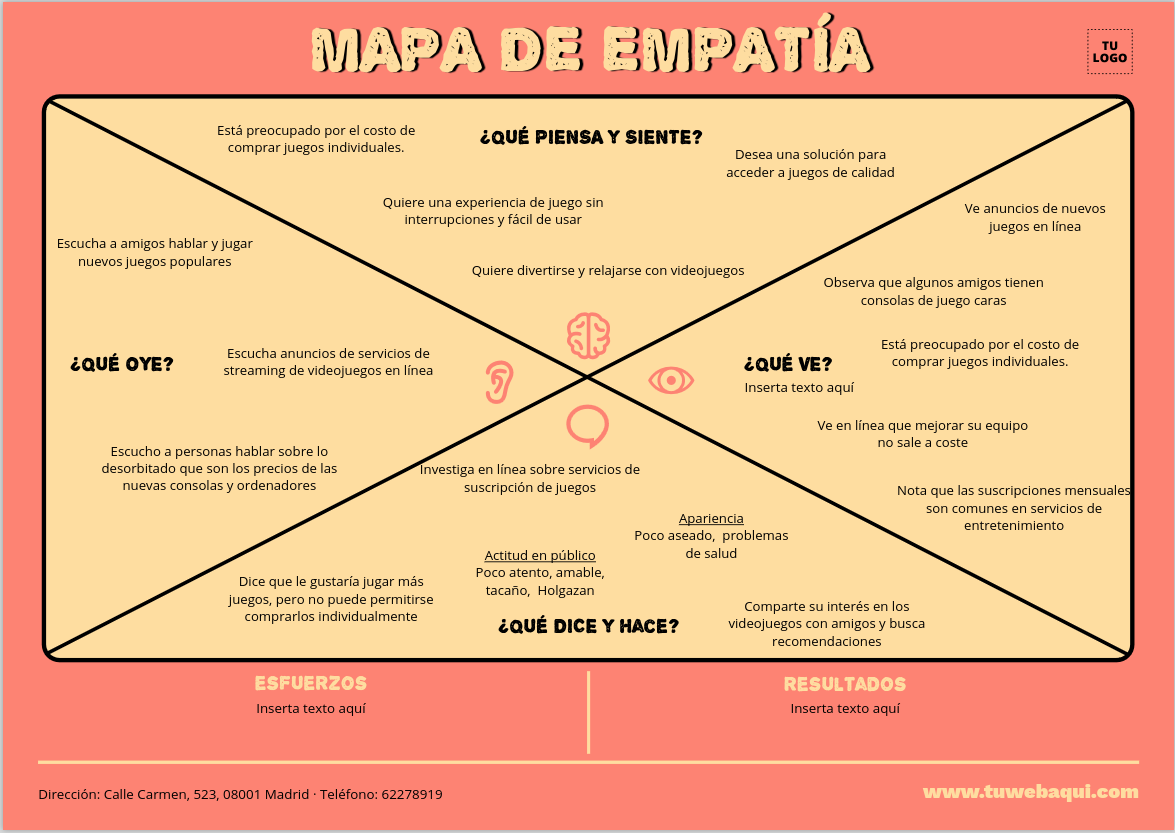 MAPA DE EMPATÍA
TU
LOGO
Está preocupado por el costo de
comprar juegos individuales.
¿QUÉ PIENSA Y SIENTE?
Desea una solución para
acceder a juegos de calidad
Quiere una experiencia de juego sin
interrupciones y fácil de usar
Quiere divertirse y relajarse con videojuegos
Escucha a amigos hablar y jugar
nuevos juegos populares
¿QUÉ OYE?
Escucha anuncios de servicios de
streaming de videojuegos en línea
Escucho a personas hablar sobre lo
desorbitado que son los precios de las
nuevas consolas y ordenadores
Ve anuncios de nuevos
juegos en línea
Observa que algunos amigos tienen
consolas de juego caras
¿QUÉ VE?
Inserta texto aquí
Está preocupado por el costo de
comprar juegos individuales.
Ve en línea que mejorar su equipo
no sale a coste
Nota que las suscripciones mensuales
son comunes en servicios de
entretenimiento
Investiga en línea sobre servicios de
suscripción de juegos
Apariencia
Poco aseado, problemas
de salud
Actitud en público
Poco atento, amable,
tacaño, Holgazan
Dice que le gustaría jugar más
juegos, pero no puede permitirse
comprarlos individualmente
¿QUÉ DICE Y HACE?
Comparte su interés en los
videojuegos con amigos y busca
recomendaciones
ESFUERZOS
Inserta texto aquí
RESULTADOS
Inserta texto aquí
Dirección: Calle Carmen, 523, 08001 Madrid · Teléfono: 62278919
www.tuwebaqui.com